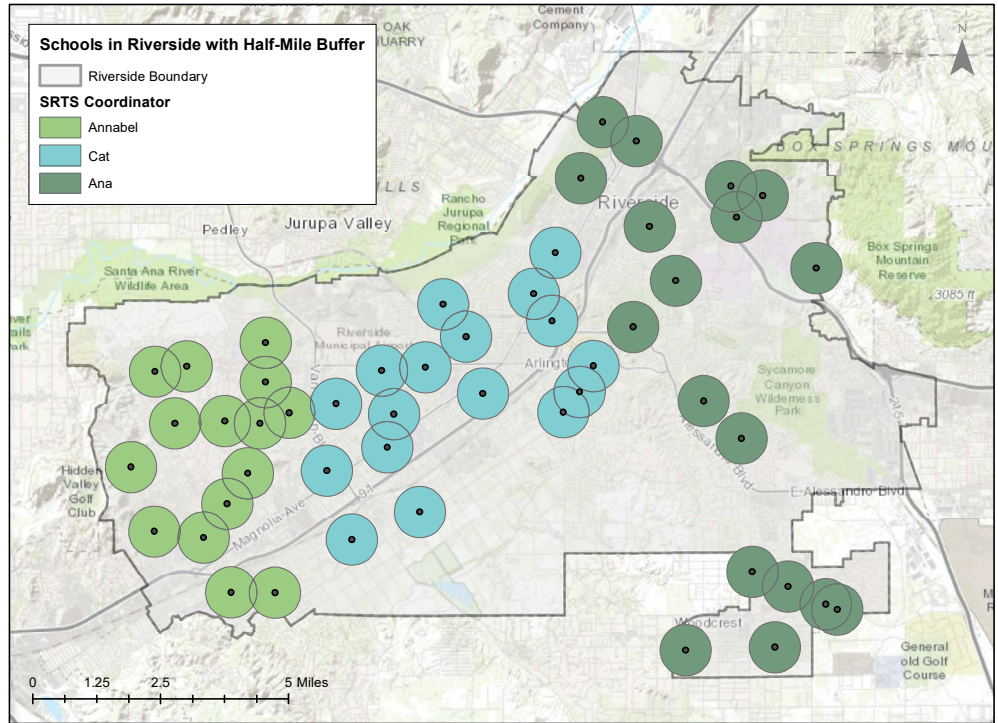 Schools in Riverside with Half-Mile Buffer
Riverside Boundary
SRTS Coordinator
Annabel
Cat
Ana
Cement
Company
OAK
QUARRY
N
BOX SPRINGS MOU
ILLS
Riverside
Rancho
Jurupa
Regional
Park
Jurupa Valley
Pedley
Box Springs
Mountain
Reserve
Santa Ana River
Wildlife Area
3085 ft
Riverside
Municipal Airport
Arlington
Sycamore
Canyon
Wilderness
Park
215
Hidden
Valley
Golf
Club
91
Magnolia-Ave
E-Alessandro Blvd
Woodcrest
General
old Golf
Course
0 1.25 2.5 5 Miles